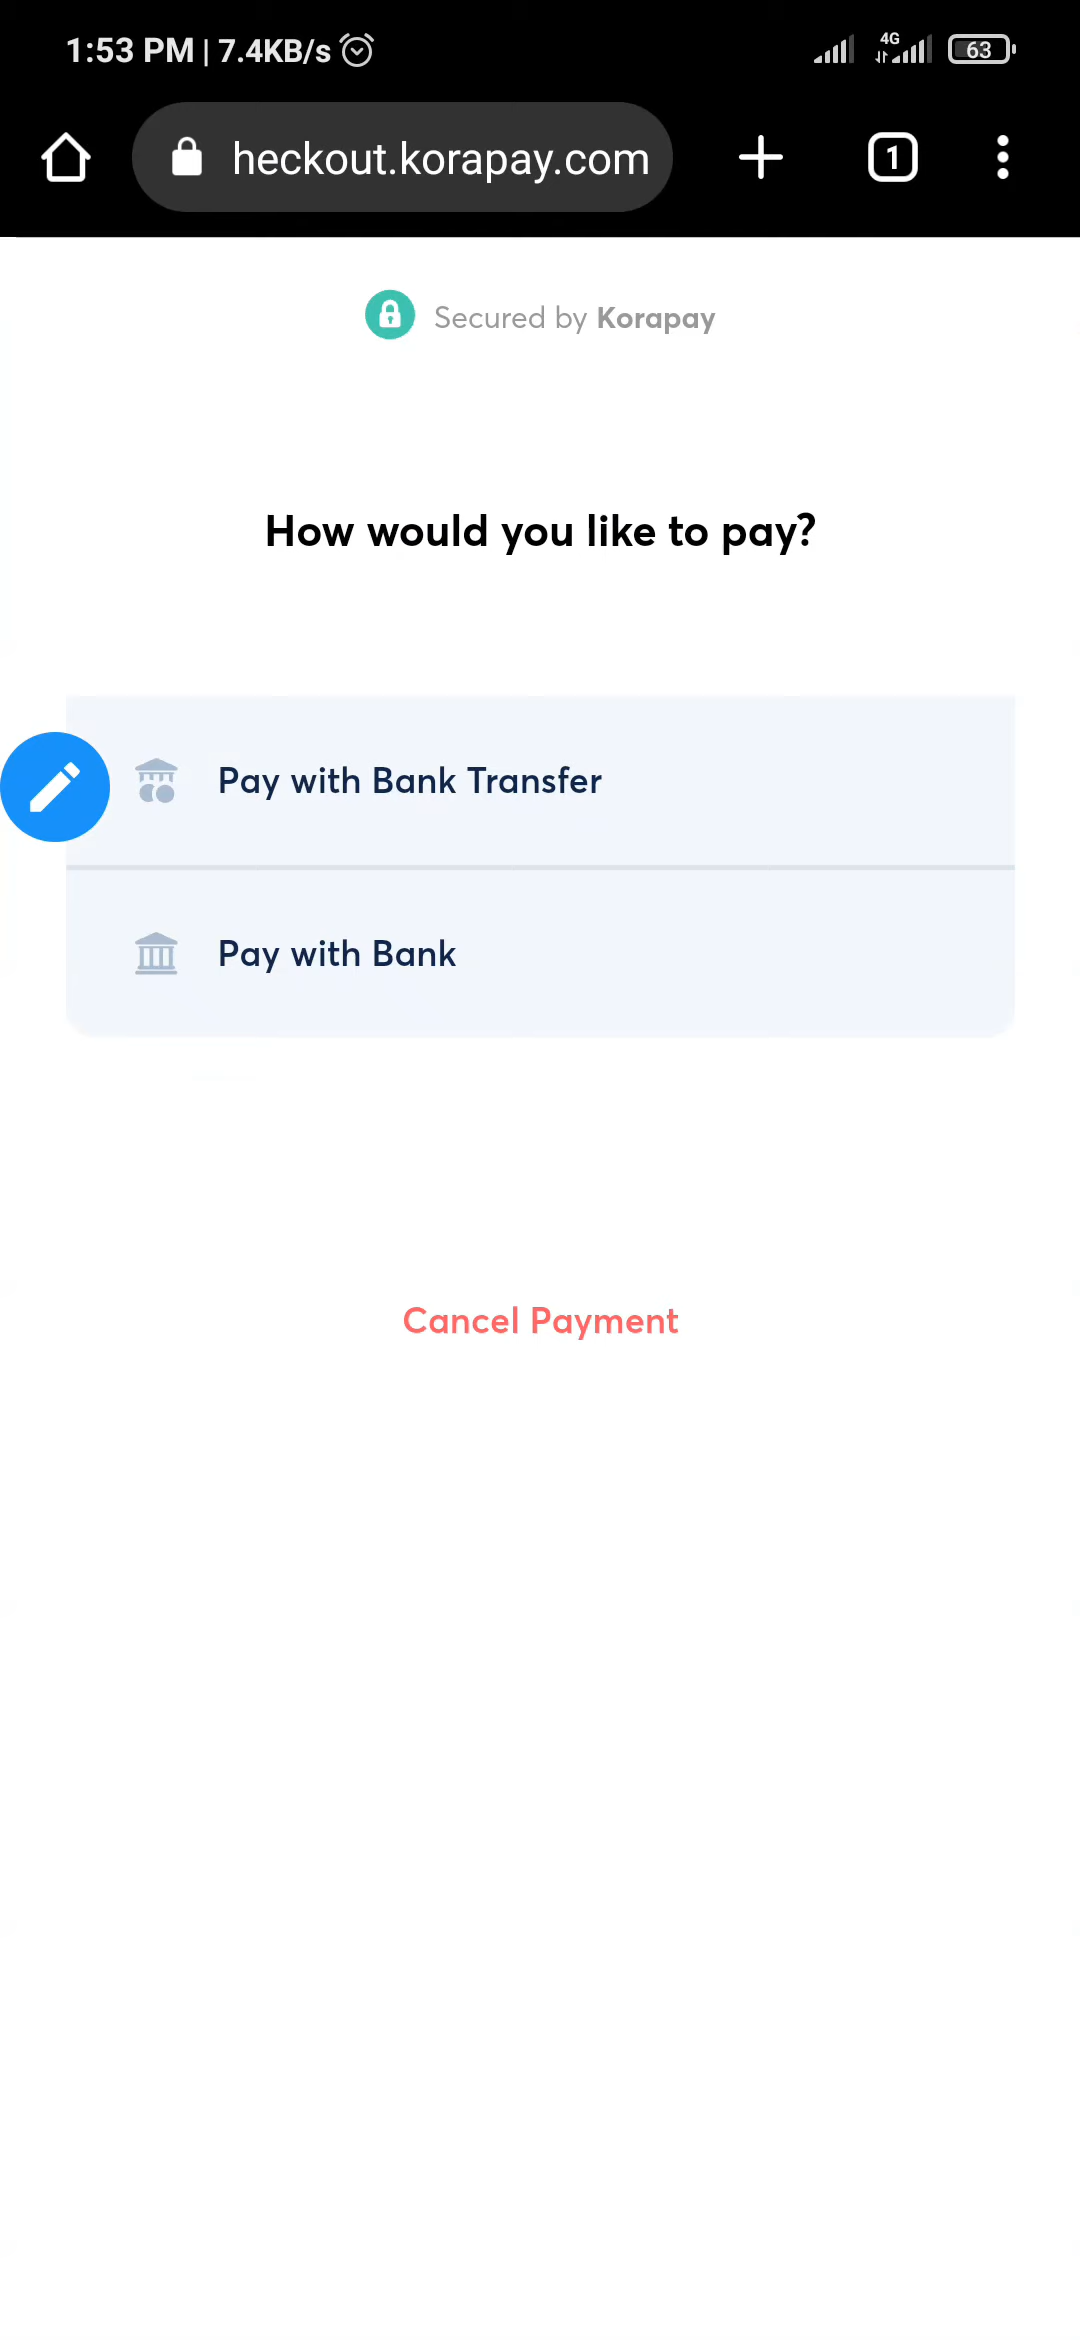 1:53 PM | 7.4KB/s 4G 63
heckout.korapay.com 1
Secured by Korapay
How would you like to pay?
Pay with Bank Transfer
Pay with Bank
Cancel Payment